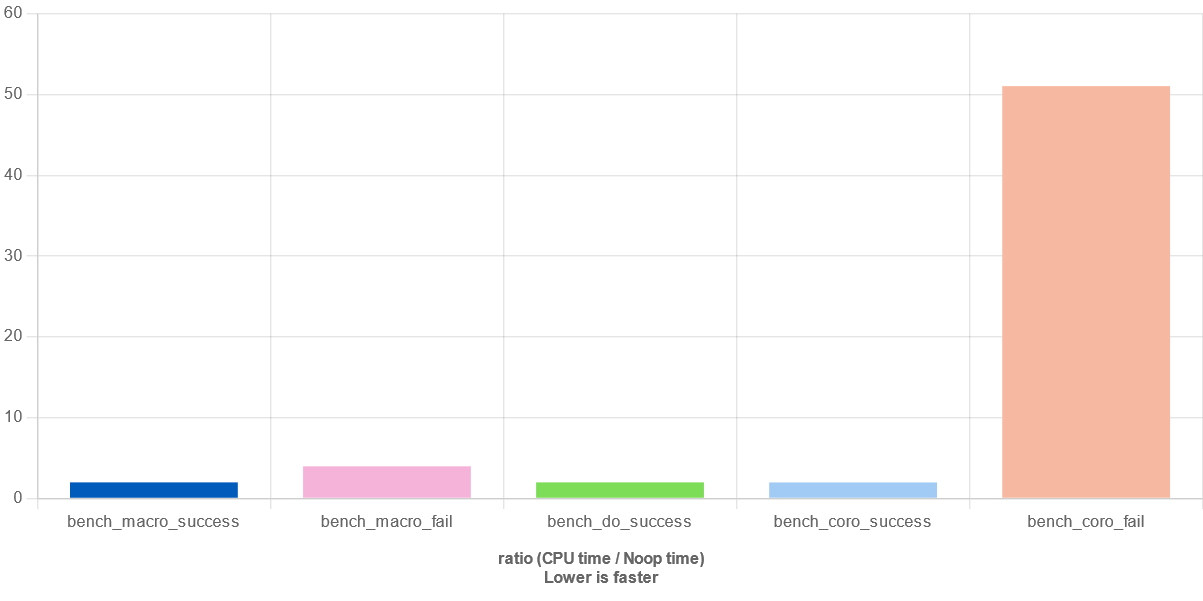 60
50
40
30
20
10
0
bench_macro_success bench_macro_fail bench_do_success bench_coro_success bench_coro_fail
ratio (CPU time / Noop time)
Lower is faster